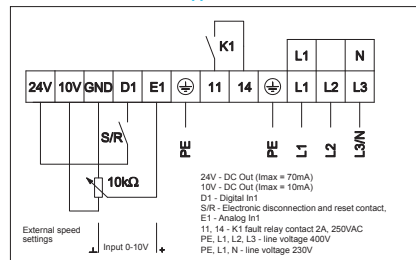 K1
L1 N
24V 10V GND D1 E1 11 14 L1 L2 L3
S/R
PE
PE
L1
L2
L3/N
10kΩ
24V - DC Out (Imax = 70mA)
10V - DC Out (Imax = 10mA)
D1 - Digital In1
S/R - Electronic disconnection and reset contact,
E1 - Analog In1
11, 14 - K1 fault relay contact 2A, 250VAC
PE, L1, L2, L3 - line voltage 400V
PE, L1, N - line voltage 230V
External speed
settings
⊥ Input 0-10V +